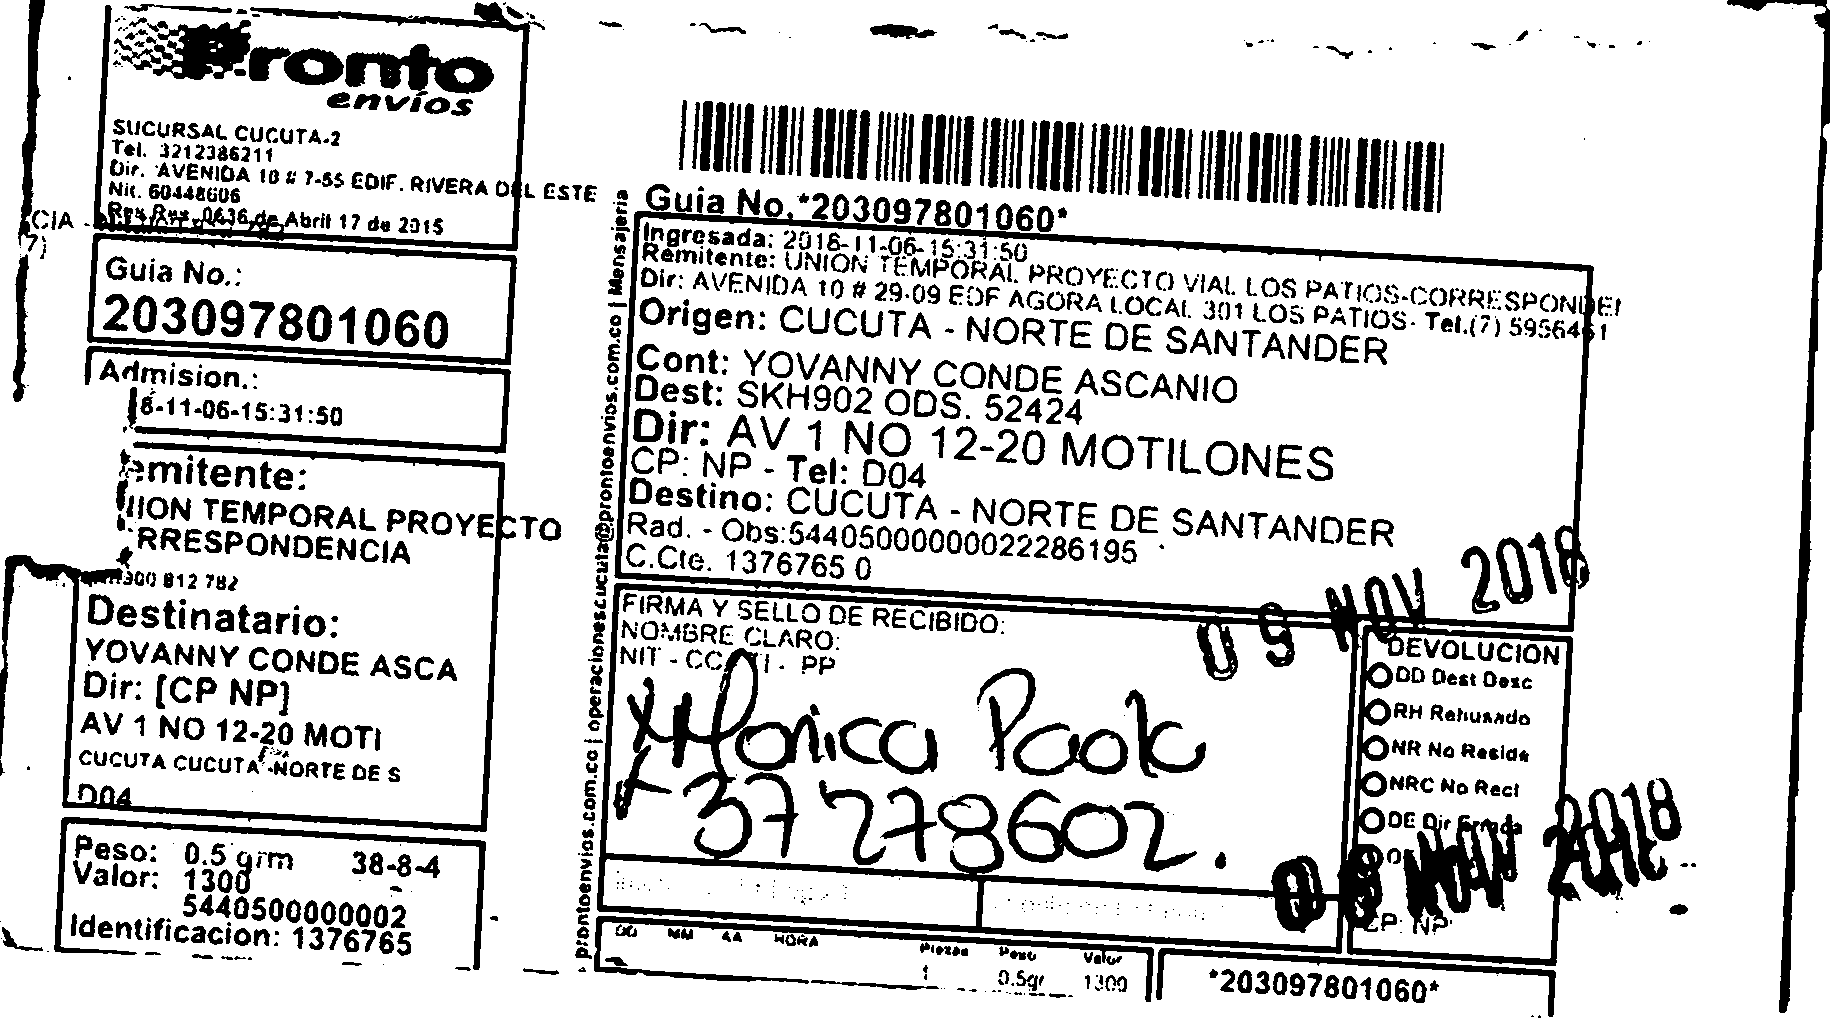 Pronto
envíos
SUCURSAL CUCUTA-2
Tel. 3212386211
Dir. AVENIDA 10 # 7-55 EDIF. RIVERA DEL ESTE
Nit. 60448606
0636 de Abril 17 de 2015
CIA -
7)
Guia No.:
203097801060
Admision.:
8-11-06-15:31:50
emitente:
ION TEMPORAL PROYECTO
RRESPONDENCIA
900 812 782
Destinatario:
YOVANNY CONDE ASCA
Dir: [CP NP]
AV 1 NO 12-20 MOTI
CUCUTA CUCUTA -NORTE DE S
D04
Peso: 0.5 grm 38-8-4
Valor: 1300
5440500000002
Identificacion: 1376765
prontoenvios.com.co | operacionescucuta@prontoenvios.com.co | Mensajeria
Guia No.*203097801060*
Ingresada: 2018-11-06-15:31:50
Remitente: UNION TEMPORAL PROYECTO VIAL LOS PATIOS-CORRESPONDEN
Dir: AVENIDA 10 # 29-09 EDF AGORA LOCAL 301 LOS PATIOS- Tel.(7) 5956461
Origen: CUCUTA - NORTE DE SANTANDER
Cont: YOVANNY CONDE ASCANIO
Dest: SKH902 ODS. 52424
Dir: AV 1 NO 12-20 MOTILONES
CP: NP - Tel: D04
Destino: CUCUTA - NORTE DE SANTANDER
Rad. - Obs:54405000000022286195
C.Cte. 1376765 0
09 NOV 2018
FIRMA Y SELLO DE RECIBIDO:
NOMBRE CLARO:
NIT - CC - TI - PP
Monica Paola
37278602.
DEVOLUCION
DD Dest Desc
RH Rehusado
NR No Reside
NRC No Recl
DE Dir Errada
2018
CP: NP
DD MM AA HORA
Piezas Peso Valor
1 0.5gr 1300
*203097801060*